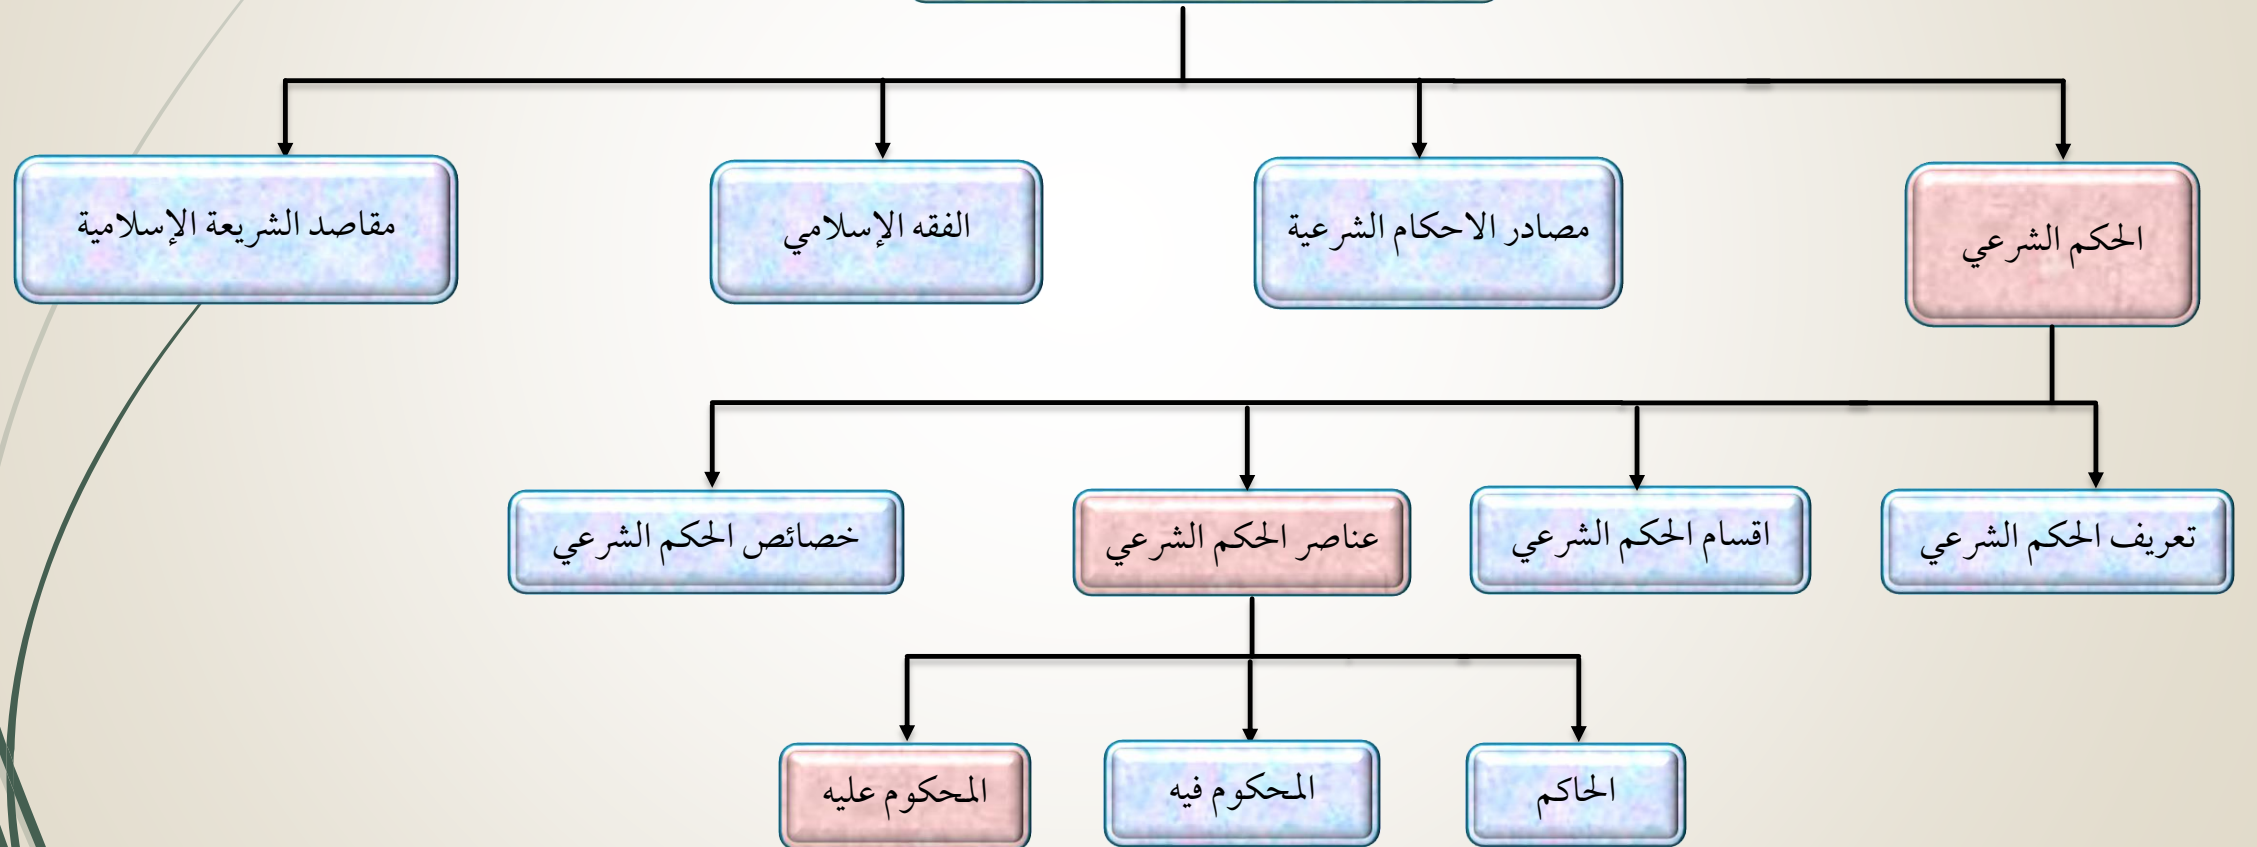 الحكم الشرعي
مصادر الاحكام الشرعية
الفقه الإسلامي
مقاصد الشريعة الإسلامية
تعريف الحكم الشرعي
اقسام الحكم الشرعي
عناصر الحكم الشرعي
خصائص الحكم الشرعي
الحاكم
المحكوم فيه
المحكوم عليه